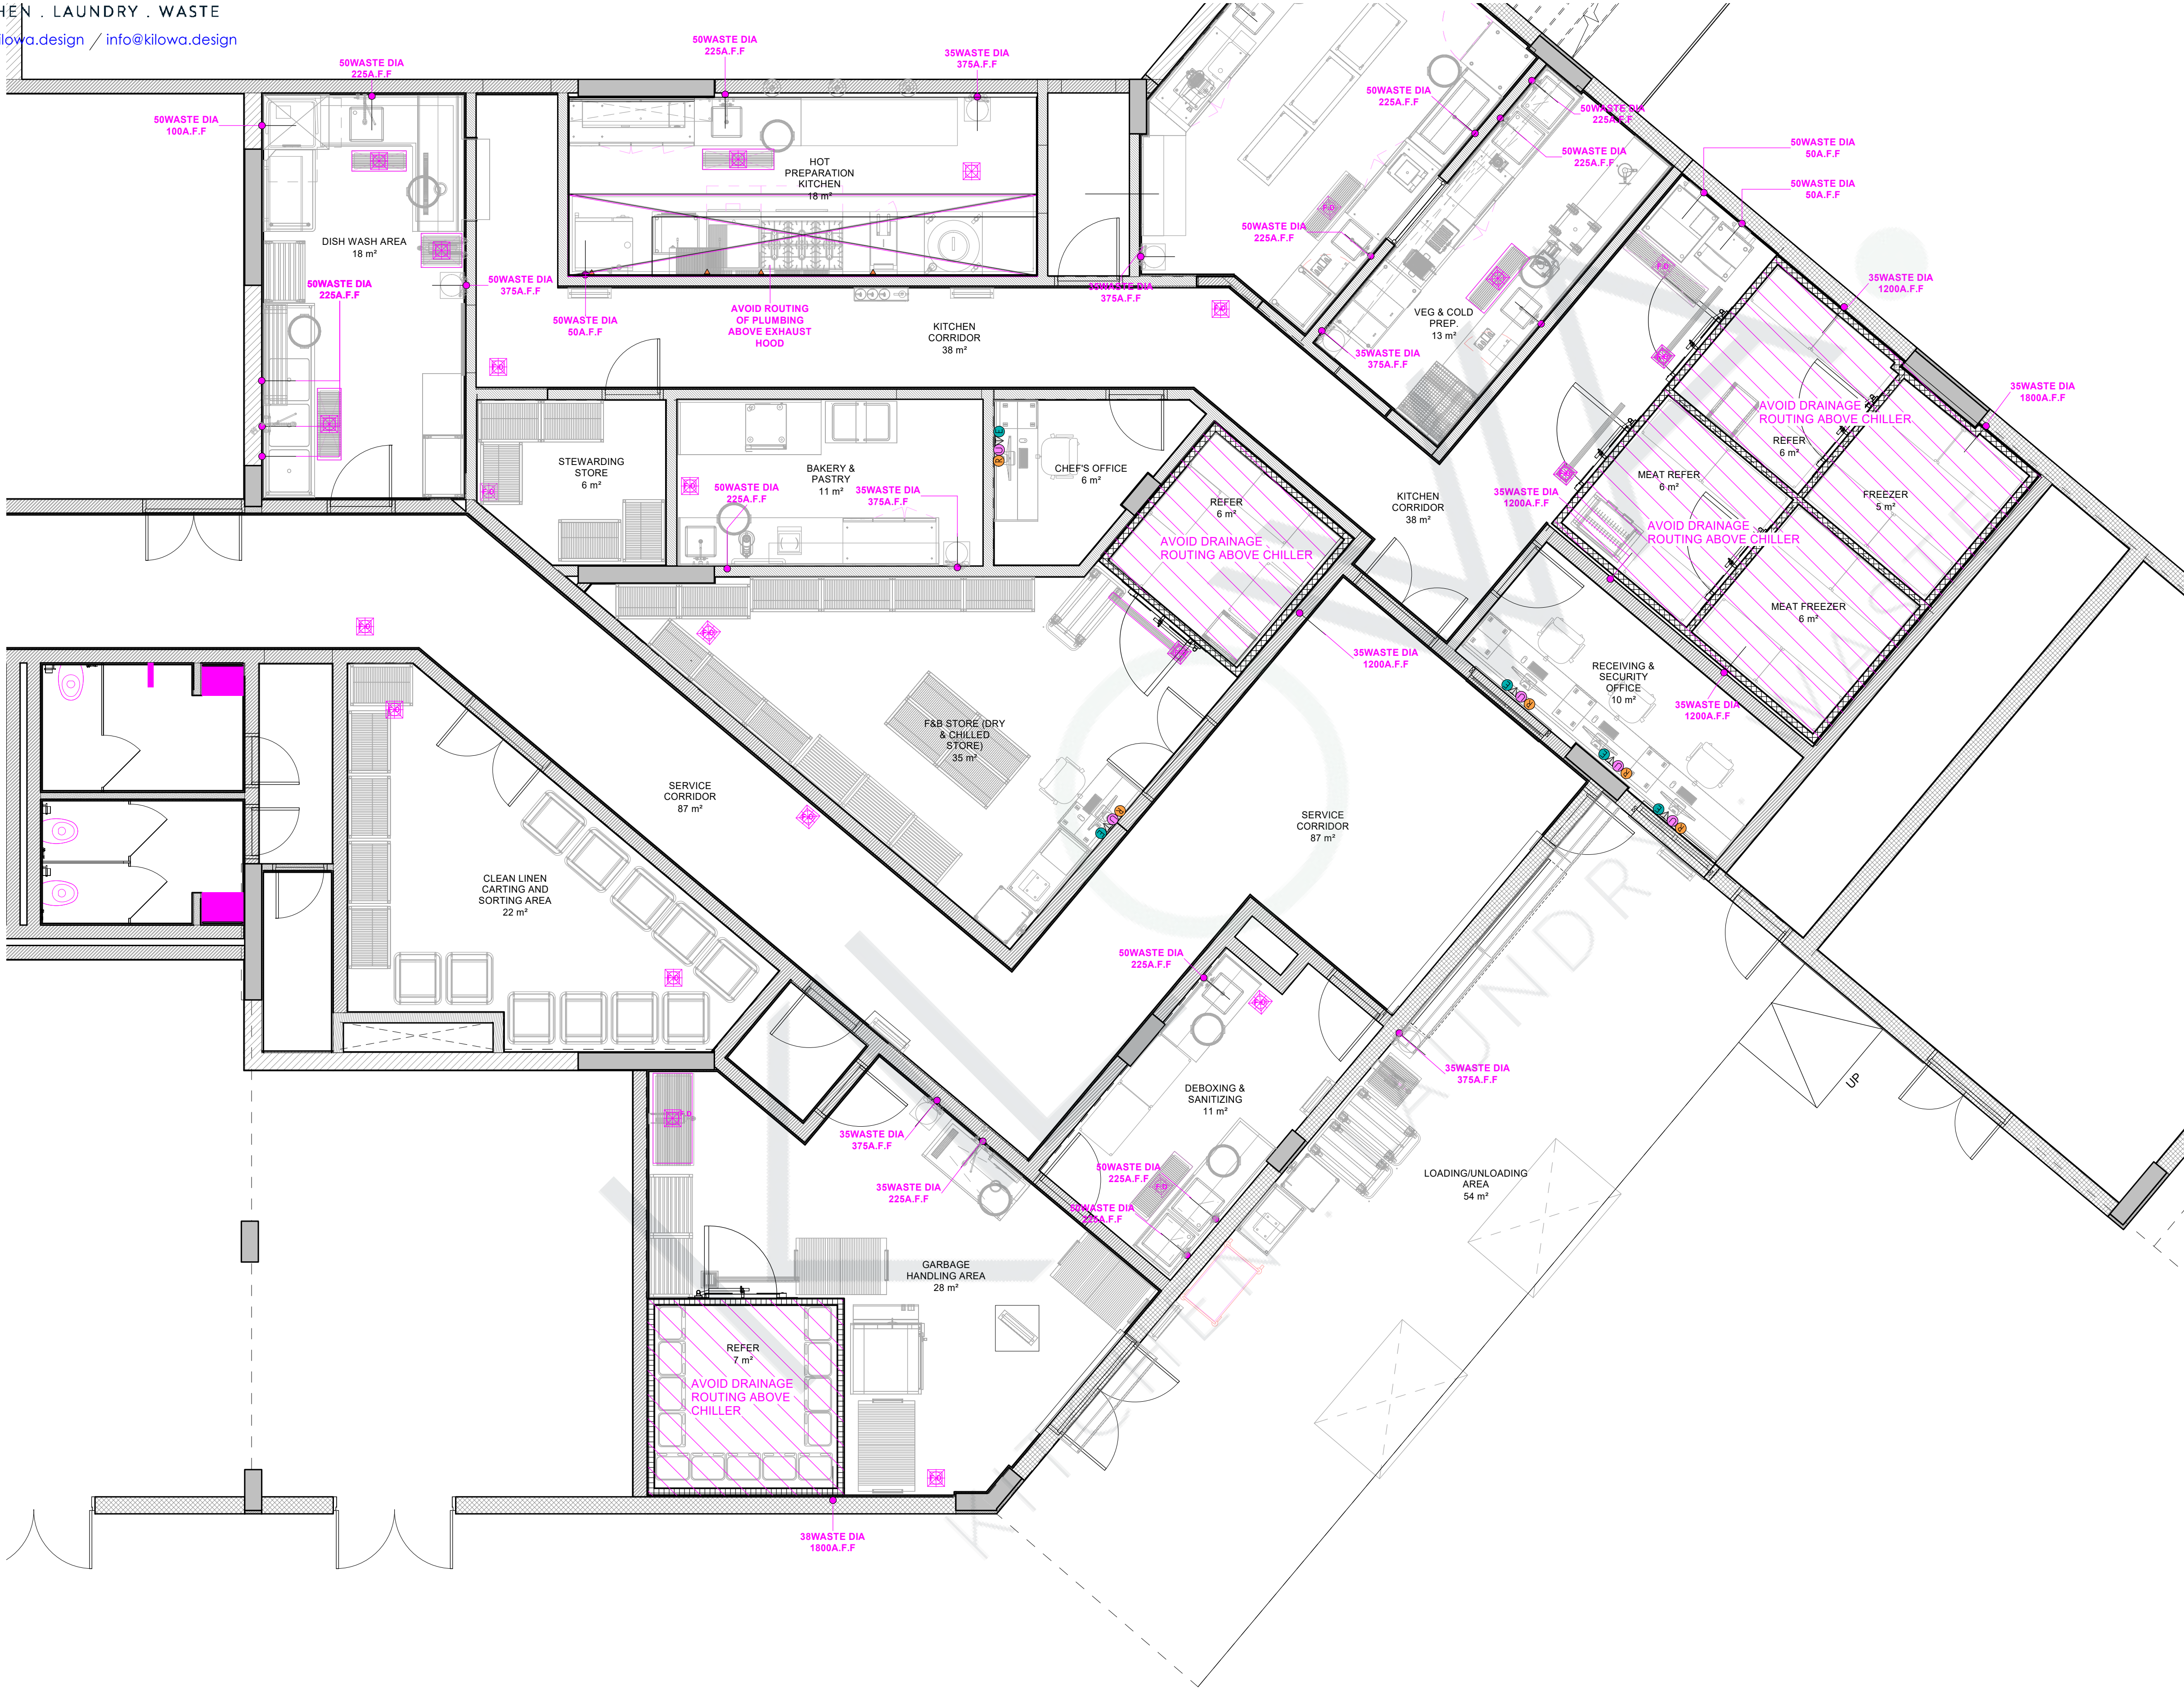 HEN . LAUNDRY . WASTE
ilowa.design / info@kilowa.design
50WASTE DIA
225A.F.F
50WASTE DIA
225A.F.F
35WASTE DIA
375A.F.F
50WASTE DIA
100A.F.F
50WASTE DIA
225A.F.F
50WASTE DIA
225A.F.F
50WASTE DIA
225A.F.F
50WASTE DIA
50A.F.F
50WASTE DIA
50A.F.F
HOT
PREPARATION
KITCHEN
18 m²
DISH WASH AREA
18 m²
50WASTE DIA
225A.F.F
50WASTE DIA
375A.F.F
50WASTE DIA
225A.F.F
F.D
F.D
35WASTE DIA
375A.F.F
35WASTE DIA
1200A.F.F
50WASTE DIA
50A.F.F
AVOID ROUTING
OF PLUMBING
ABOVE EXHAUST
HOOD
KITCHEN
CORRIDOR
38 m²
F.D
VEG & COLD
PREP.
13 m²
35WASTE DIA
375A.F.F
F.D
35WASTE DIA
1800A.F.F
AVOID DRAINAGE
ROUTING ABOVE CHILLER
REFER
6 m²
STEWARDING
STORE
6 m²
F.D
BAKERY &
PASTRY
11 m²
F.D
50WASTE DIA
225A.F.F
35WASTE DIA
375A.F.F
CHEF'S OFFICE
6 m²
REFER
6 m²
AVOID DRAINAGE
ROUTING ABOVE CHILLER
KITCHEN
CORRIDOR
38 m²
35WASTE DIA
1200A.F.F
MEAT REFER
6 m²
FREEZER
5 m²
AVOID DRAINAGE
ROUTING ABOVE CHILLER
MEAT FREEZER
6 m²
F.D
F.D
35WASTE DIA
1200A.F.F
RECEIVING &
SECURITY
OFFICE
10 m²
35WASTE DIA
1200A.F.F
F.D
F&B STORE (DRY
& CHILLED
STORE)
35 m²
SERVICE
CORRIDOR
87 m²
F.D
SERVICE
CORRIDOR
87 m²
CLEAN LINEN
CARTING AND
SORTING AREA
22 m²
F.D
50WASTE DIA
225A.F.F
F.D
35WASTE DIA
375A.F.F
UP
DEBOXING &
SANITIZING
11 m²
F.D
35WASTE DIA
375A.F.F
35WASTE DIA
225A.F.F
50WASTE DIA
225A.F.F
F.D
50WASTE DIA
225A.F.F
LOADING/UNLOADING
AREA
54 m²
GARBAGE
HANDLING AREA
28 m²
REFER
7 m²
AVOID DRAINAGE
ROUTING ABOVE
CHILLER
F.D
38WASTE DIA
1800A.F.F